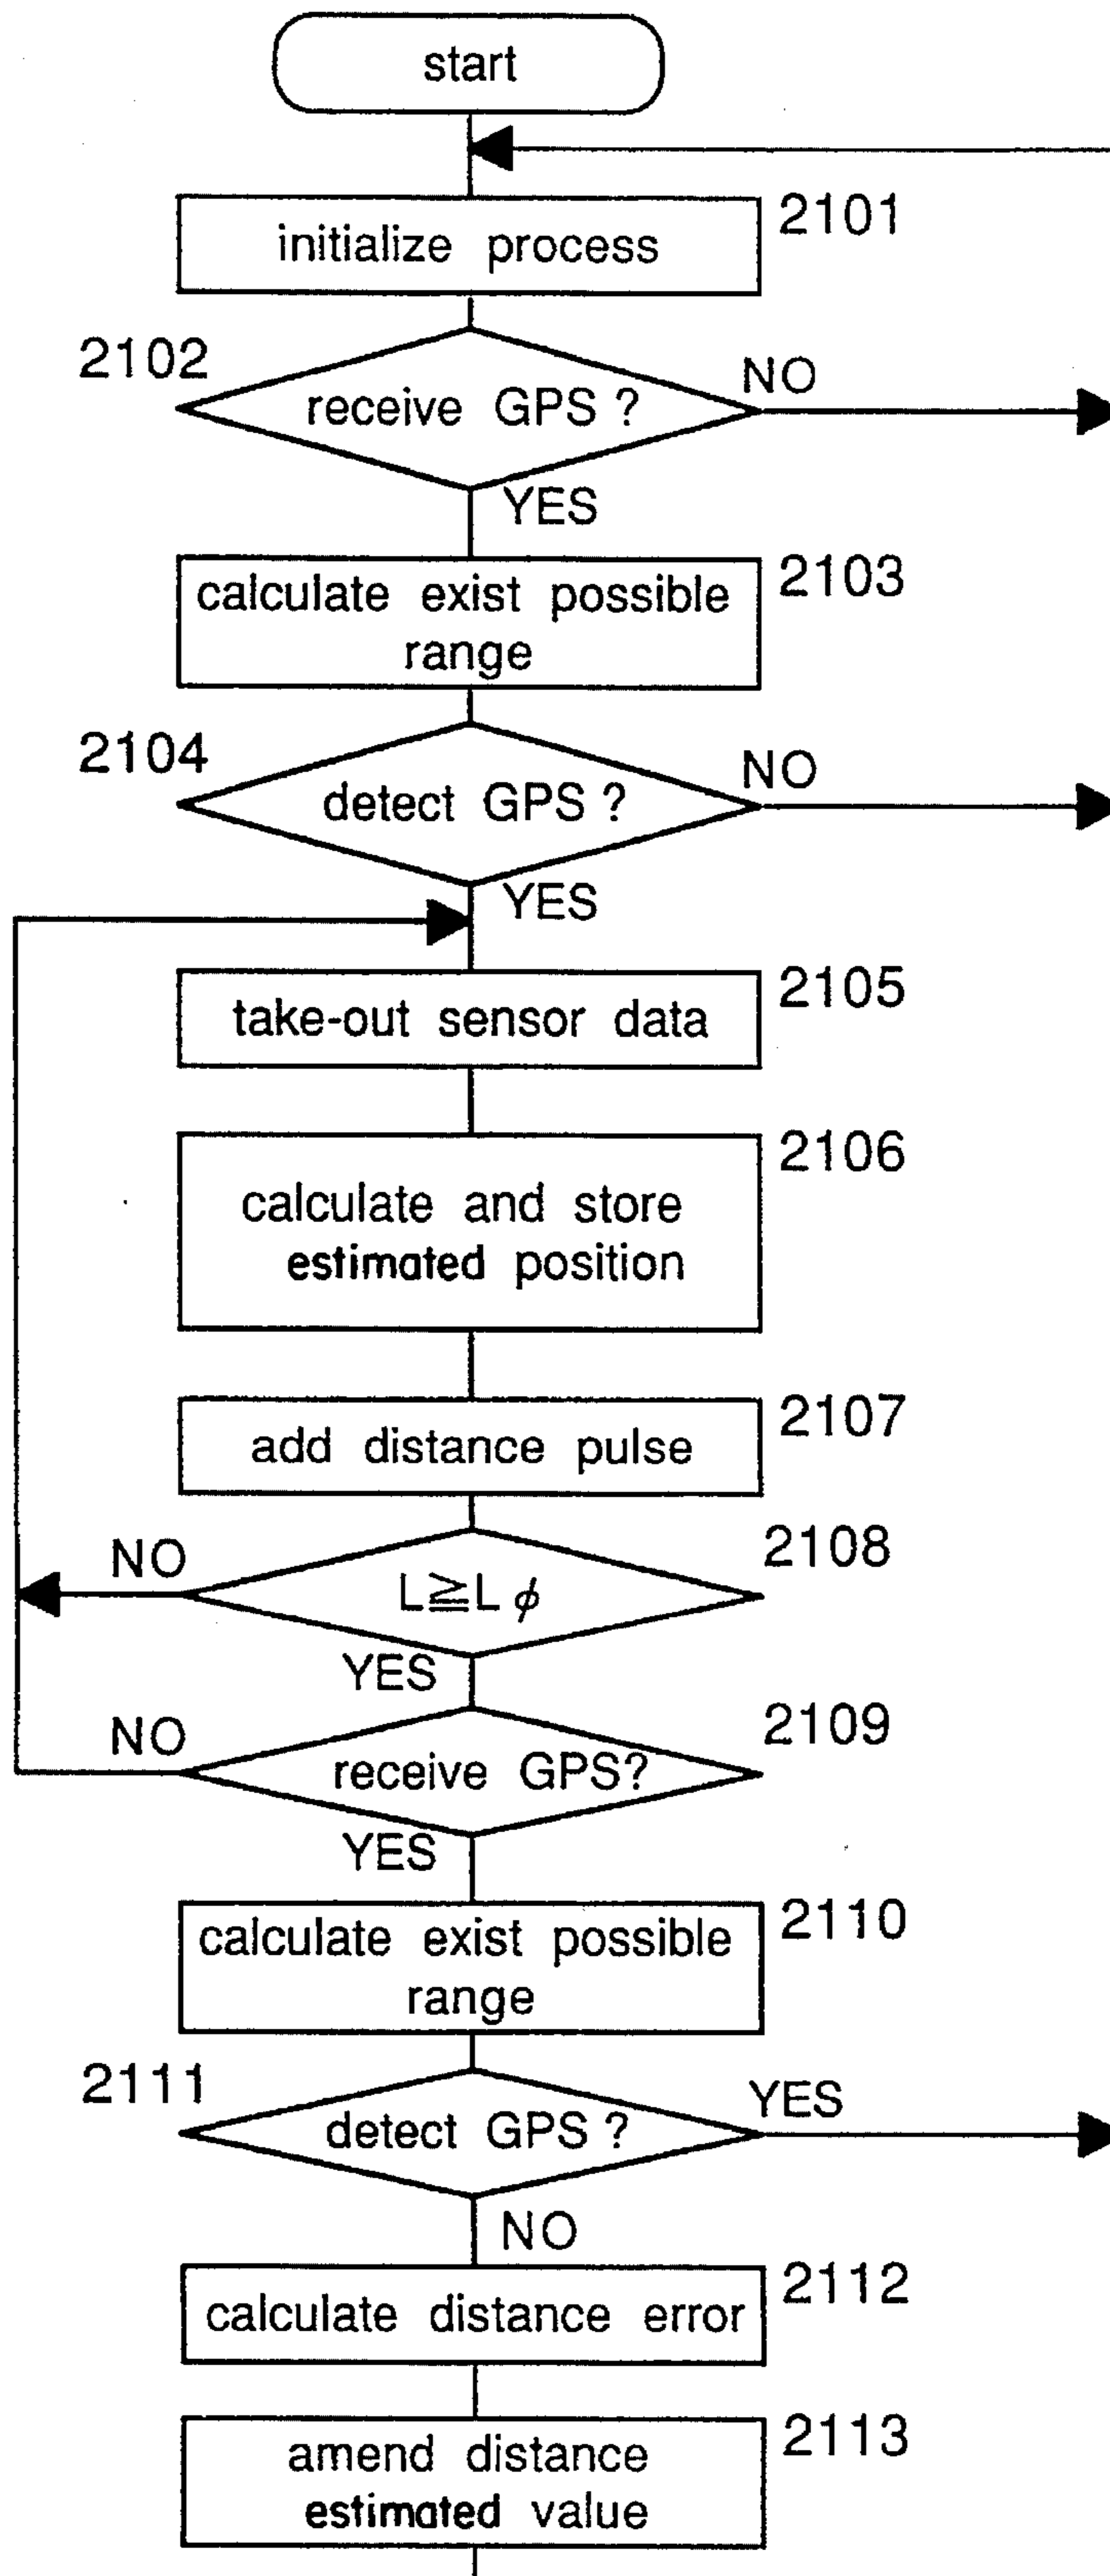 start
2101
initialize process
2102
receive GPS ?
NO
YES
2103
calculate exist possible
range
2104
detect GPS ?
NO
YES
2105
take-out sensor data
2106
calculate and store
estimated position
2107
add distance pulse
2108
NO
L≧L φ
YES
2109
NO
receive GPS?
YES
2110
calculate exist possible
range
2111
detect GPS ?
YES
NO
2112
calculate distance error
2113
amend distance
estimated value